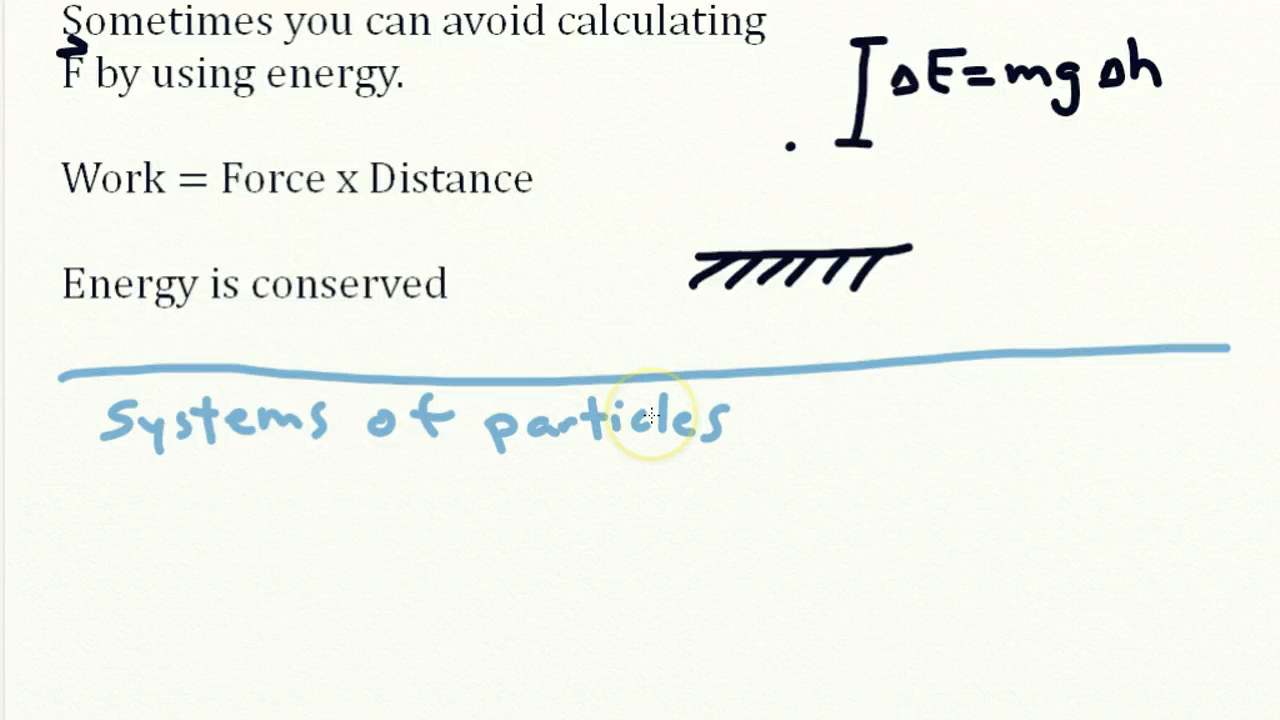 Sometimes you can avoid calculating
F by using energy.
ΔE=mgΔh
Work = Force x Distance
Energy is conserved
Systems of particles